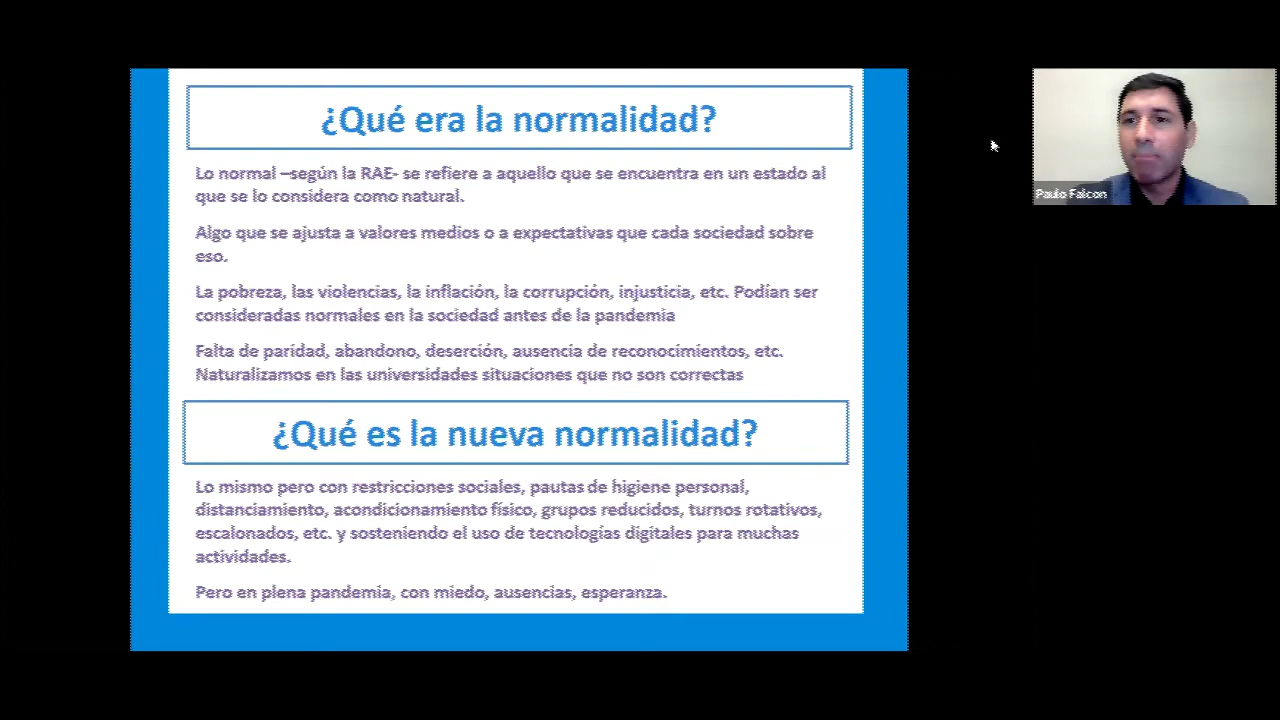 ¿Qué era la normalidad?
Lo normal –según la RAE- se refiere a aquello que se encuentra en un estado al
que se lo considera como natural.
Algo que se ajusta a valores medios o a expectativas que cada sociedad sobre
eso.
La pobreza, las violencias, la inflación, la corrupción, injusticia, etc. Podían ser
consideradas normales en la sociedad antes de la pandemia
Falta de paridad, abandono, deserción, ausencia de reconocimientos, etc.
Naturalizamos en las universidades situaciones que no son correctas
¿Qué es la nueva normalidad?
Lo mismo pero con restricciones sociales, pautas de higiene personal,
distanciamiento, acondicionamiento físico, grupos reducidos, turnos rotativos,
escalonados, etc. y sosteniendo el uso de tecnologías digitales para muchas
actividades.
Pero en plena pandemia, con miedo, ausencias, esperanza.
Paulo Falcon